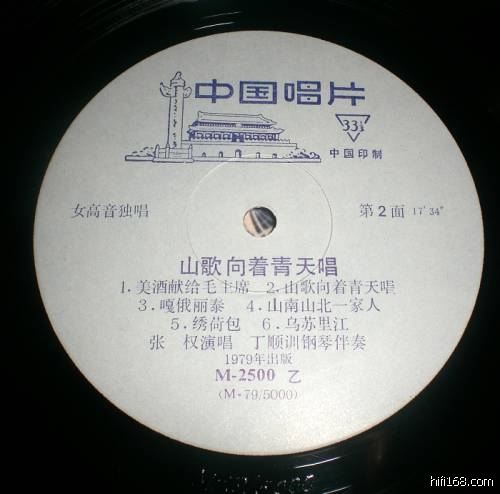 中国唱片
33⅓
中国印制
女高音独唱 第2面 17′34″
山歌向着青天唱
1.美酒献给毛主席 2.山歌向着青天唱
3.嘎俄丽泰 4.山南山北一家人
5.绣荷包 6.乌苏里江
张 权演唱 丁顺训钢琴伴奏
1979年出版
M-2500 乙
(M-79/5000)
hifi168.com